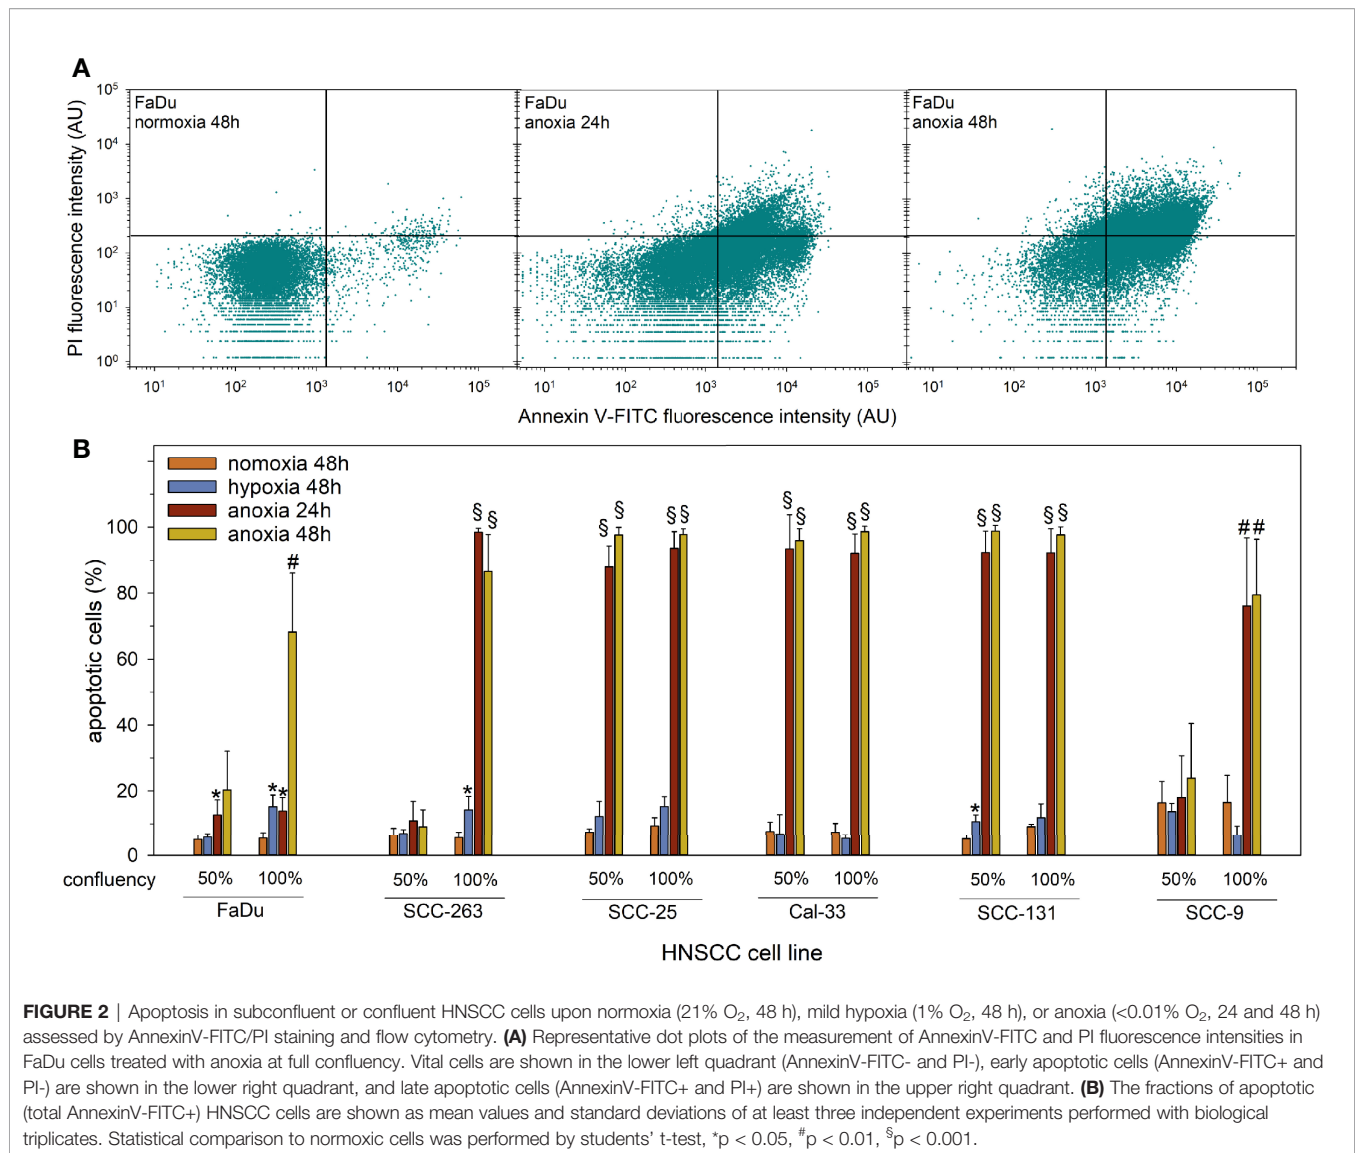 A
PI fluorescence intensity (AU)
10⁵
10⁴
10³
10²
10¹
10⁰
FaDu
normoxia 48h
FaDu
anoxia 24h
FaDu
anoxia 48h
10¹ 10² 10³ 10⁴ 10⁵
10¹ 10² 10³ 10⁴ 10⁵
10¹ 10² 10³ 10⁴ 10⁵
Annexin V-FITC fluorescence intensity (AU)
B
apoptotic cells (%)
100
80
60
40
20
0
nomoxia 48h
hypoxia 48h
anoxia 24h
anoxia 48h
* * * # * § § § § § § § § § § * § § § § # #
confluency 50% 100% 50% 100% 50% 100% 50% 100% 50% 100% 50% 100%
FaDu SCC-263 SCC-25 Cal-33 SCC-131 SCC-9
HNSCC cell line
FIGURE 2 | Apoptosis in subconfluent or confluent HNSCC cells upon normoxia (21% O₂, 48 h), mild hypoxia (1% O₂, 48 h), or anoxia (<0.01% O₂, 24 and 48 h)
assessed by AnnexinV-FITC/PI staining and flow cytometry. (A) Representative dot plots of the measurement of AnnexinV-FITC and PI fluorescence intensities in
FaDu cells treated with anoxia at full confluency. Vital cells are shown in the lower left quadrant (AnnexinV-FITC- and PI-), early apoptotic cells (AnnexinV-FITC+ and
PI-) are shown in the lower right quadrant, and late apoptotic cells (AnnexinV-FITC+ and PI+) are shown in the upper right quadrant. (B) The fractions of apoptotic
(total AnnexinV-FITC+) HNSCC cells are shown as mean values and standard deviations of at least three independent experiments performed with biological
triplicates. Statistical comparison to normoxic cells was performed by students' t-test, *p < 0.05, #p < 0.01, §p < 0.001.